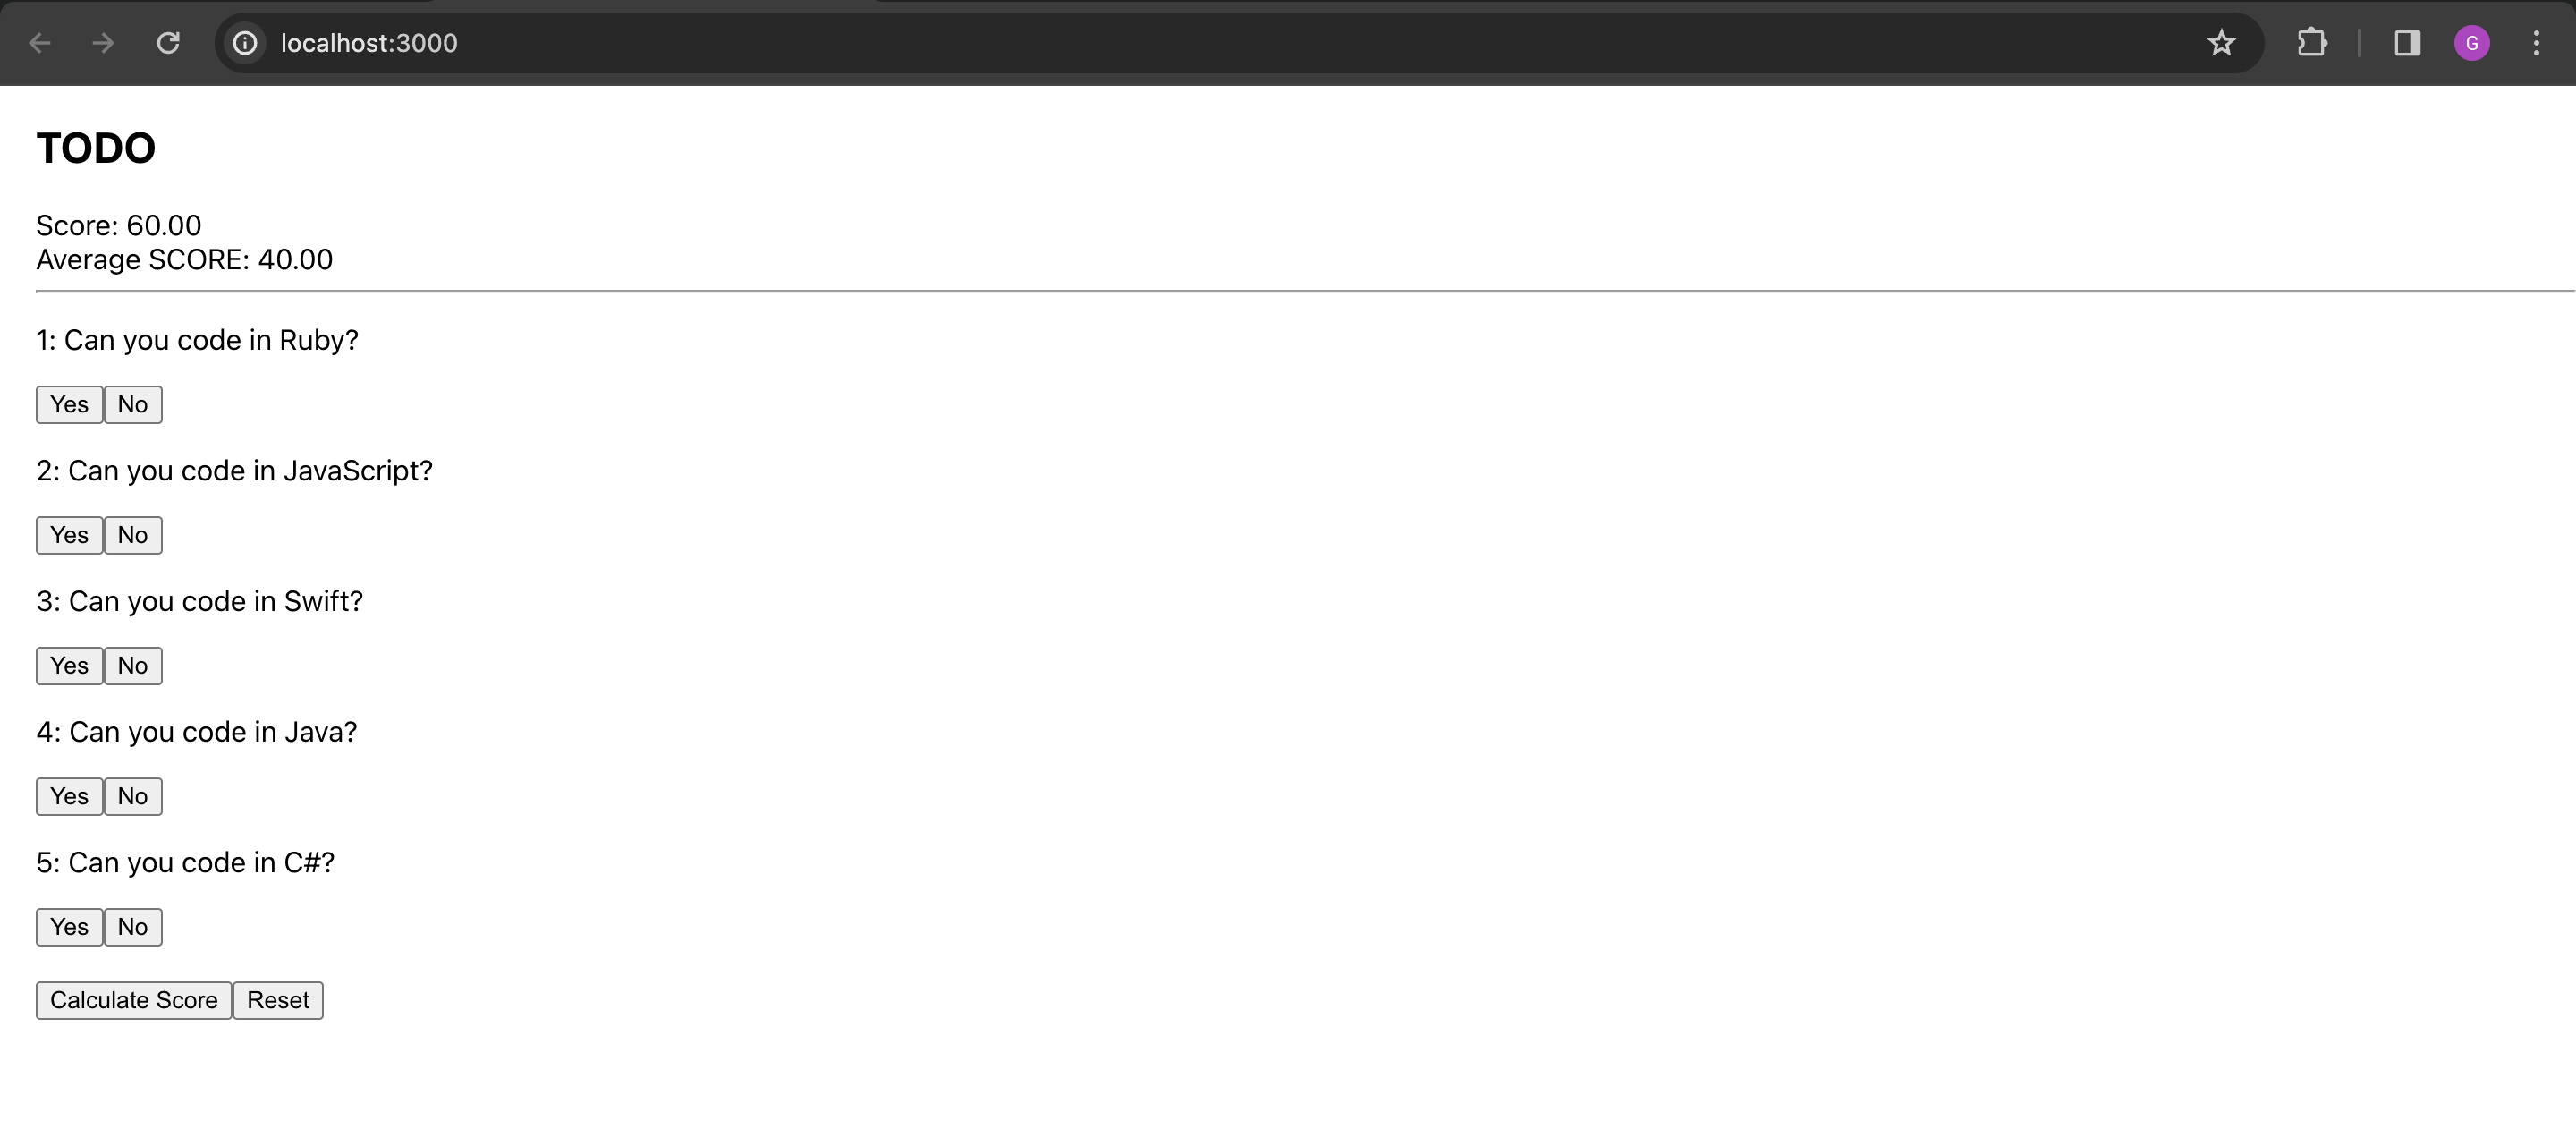 localhost:3000
G
TODO
Score: 60.00
Average SCORE: 40.00
1: Can you code in Ruby?
Yes No
2: Can you code in JavaScript?
Yes No
3: Can you code in Swift?
Yes No
4: Can you code in Java?
Yes No
5: Can you code in C#?
Yes No
Calculate Score Reset